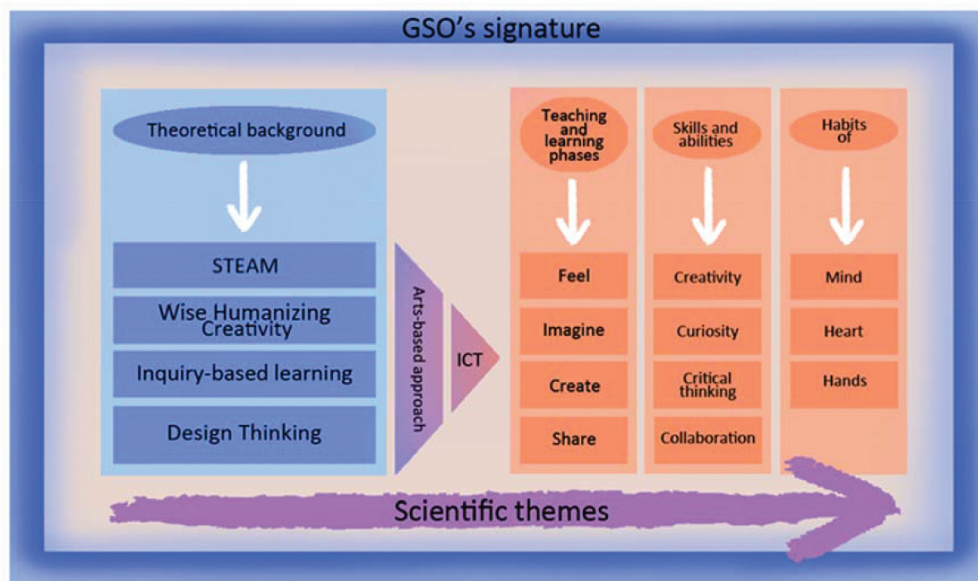 GSO's signature
Theoretical background
STEAM
Wise Humanizing
Creativity
Inquiry-based learning
Design Thinking
Arts-based approach
ICT
Teaching
and
learning
phases
Feel
Imagine
Create
Share
Skills and
abilities
Creativity
Curiosity
Critical
thinking
Collaboration
Habits
of
Mind
Heart
Hands
Scientific themes